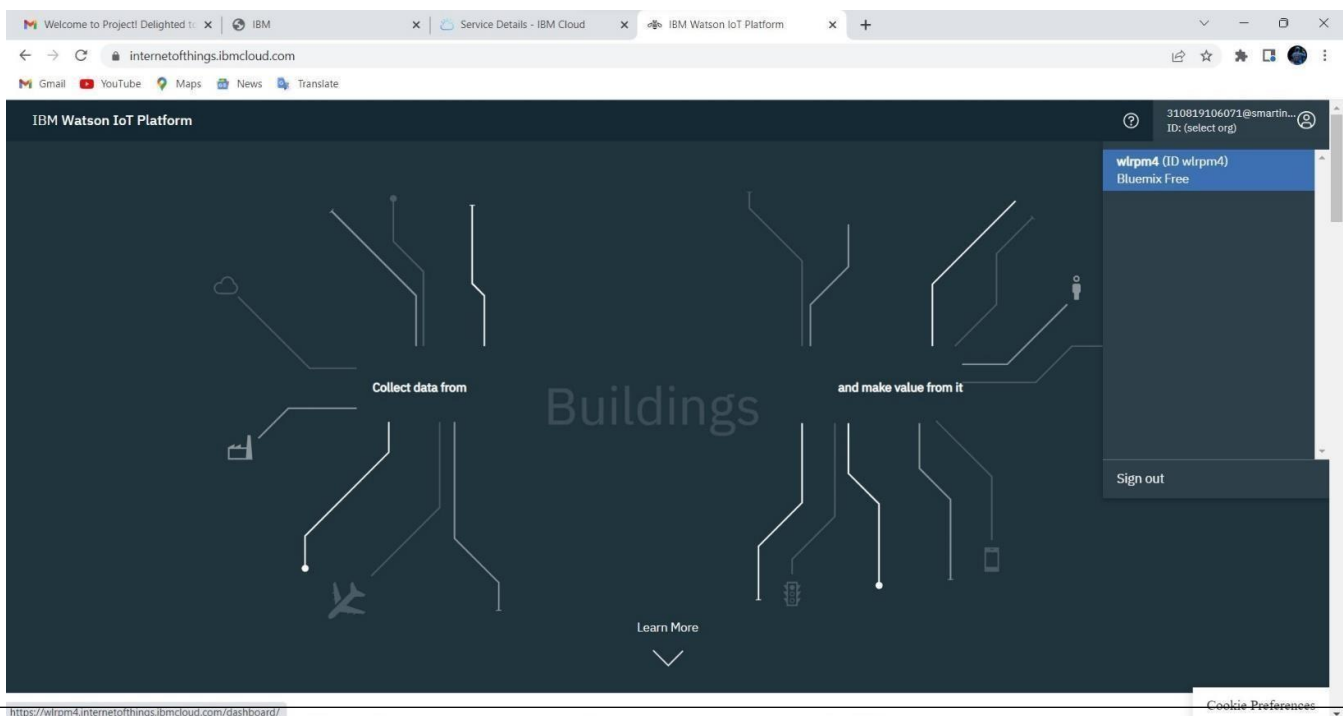 Welcome to Project! Delighted to
IBM
Service Details - IBM Cloud
IBM Watson IoT Platform
internetofthings.ibmcloud.com
Gmail
YouTube
Maps
News
Translate
IBM Watson IoT Platform
310819106071@smartin...
ID: (select org)
wlrpm4 (ID wlrpm4)
Bluemix Free
Collect data from
Buildings
and make value from it
Sign out
Learn More
Cookie Preferences
https://wlrpm4.internetofthings.ibmcloud.com/dashboard/